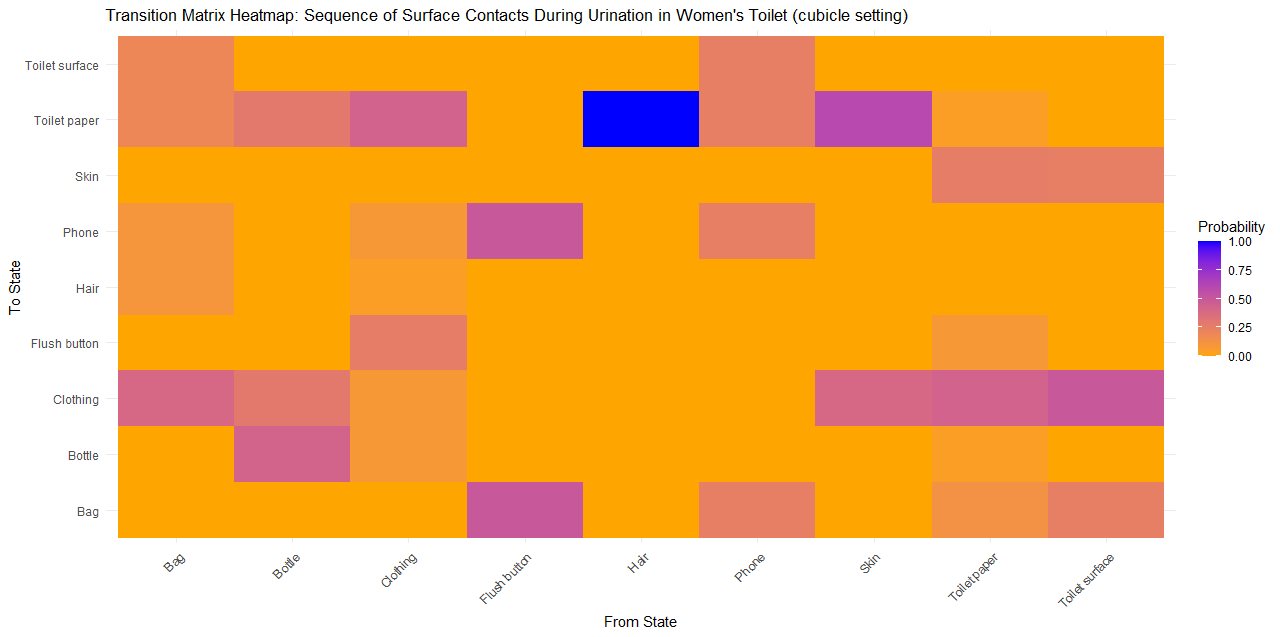 Transition Matrix Heatmap: Sequence of Surface Contacts During Urination in Women's Toilet (cubicle setting)
To State
Toilet surface
Toilet paper
Skin
Phone
Hair
Flush button
Clothing
Bottle
Bag
Bag
Bottle
Clothing
Flush button
Hair
Phone
Skin
Toilet paper
Toilet surface
From State
Probability
1.00
0.75
0.50
0.25
0.00